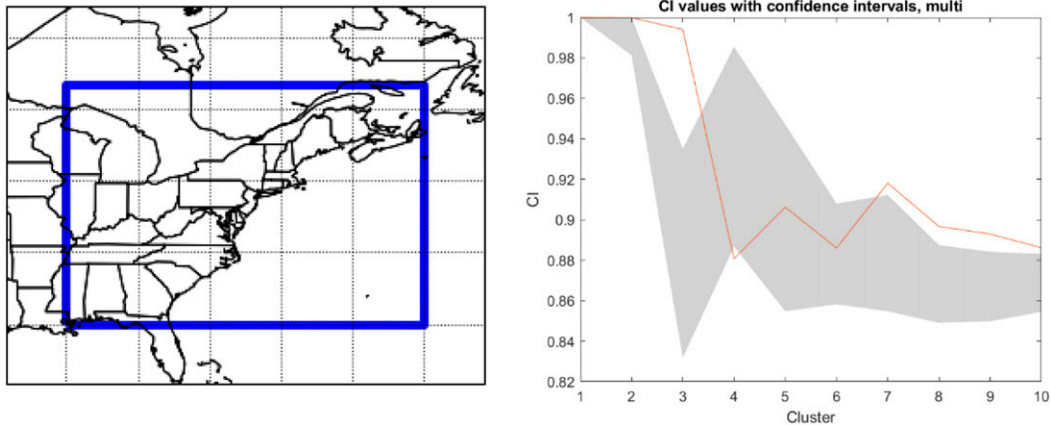 CI values with confidence intervals, multi
1
0.98
0.96
0.94
0.92
0.9
0.88
0.86
0.84
0.82
CI
1 2 3 4 5 6 7 8 9 10
Cluster